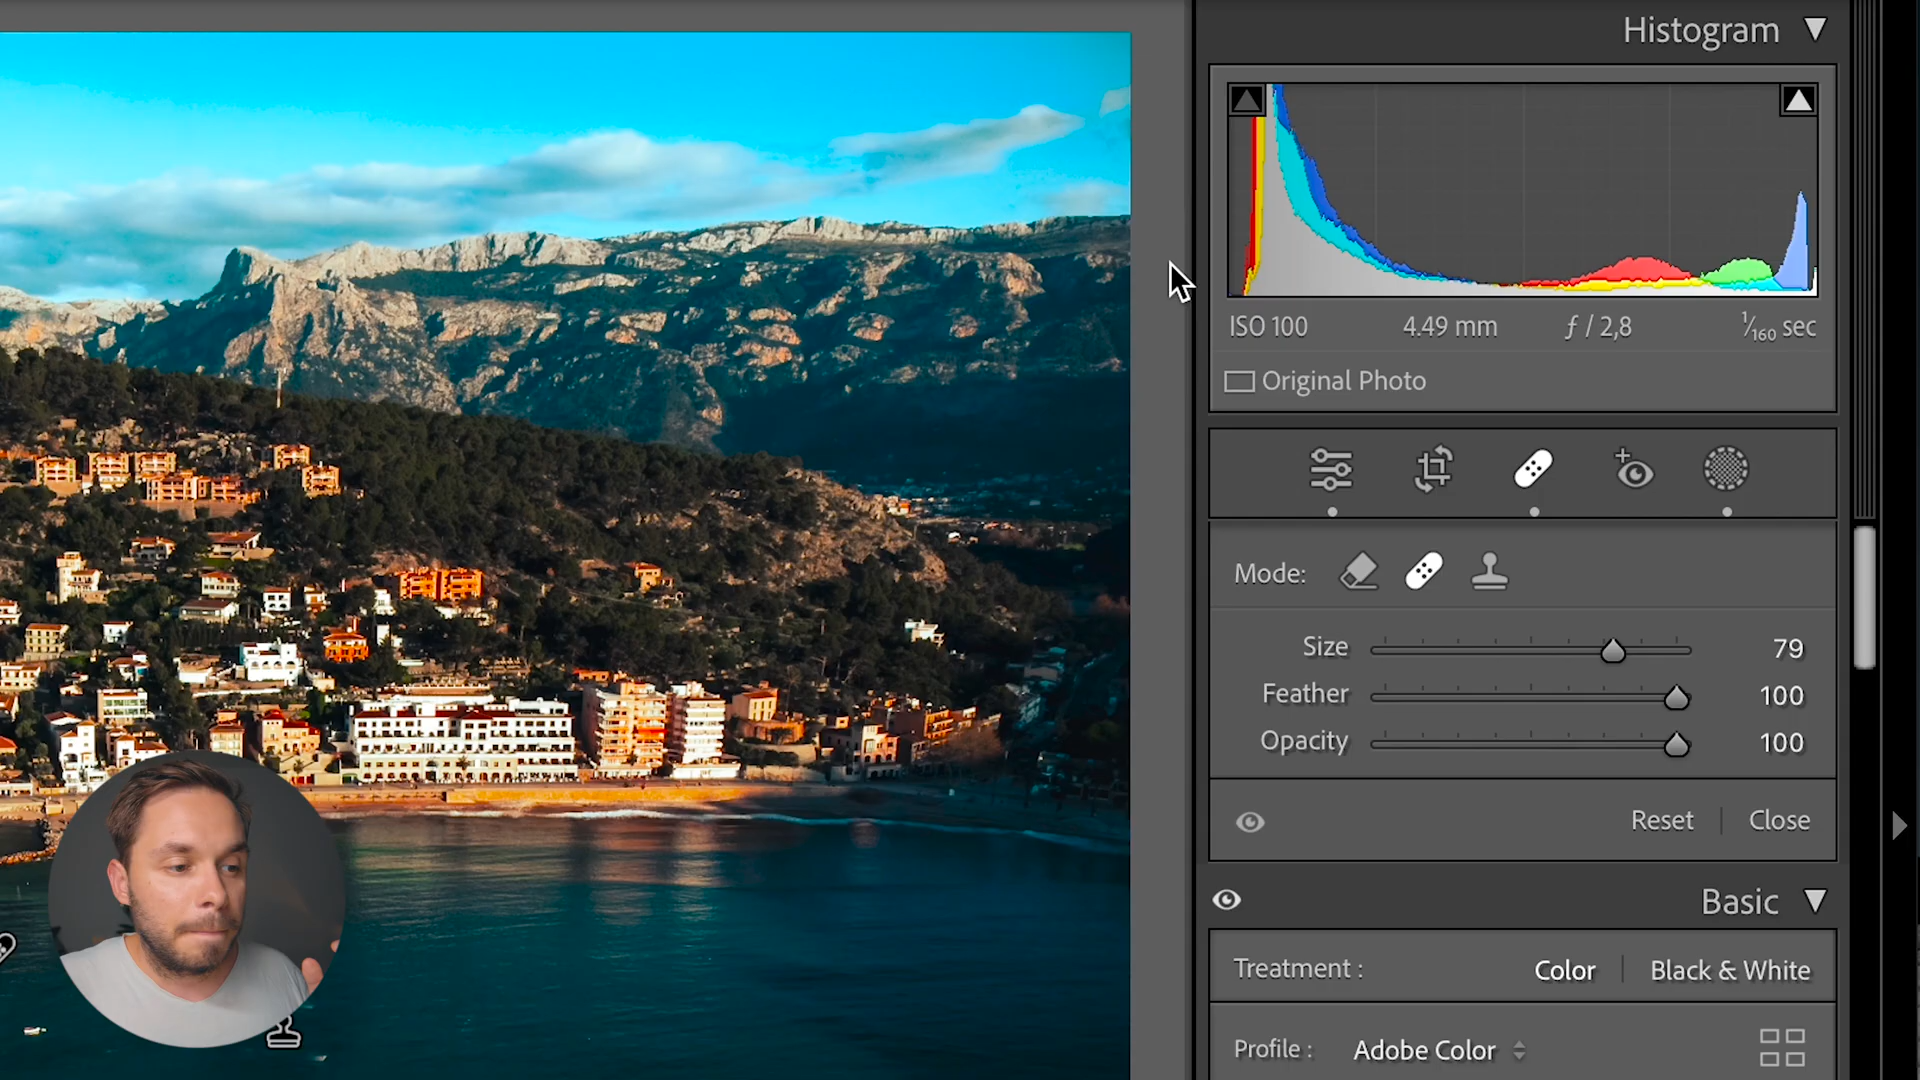 Histogram
ISO 100 4.49 mm ƒ / 2,8 1/160 sec
Original Photo
Mode:
Size 79
Feather 100
Opacity 100
Reset Close
Basic
Treatment : Color Black & White
Profile : Adobe Color